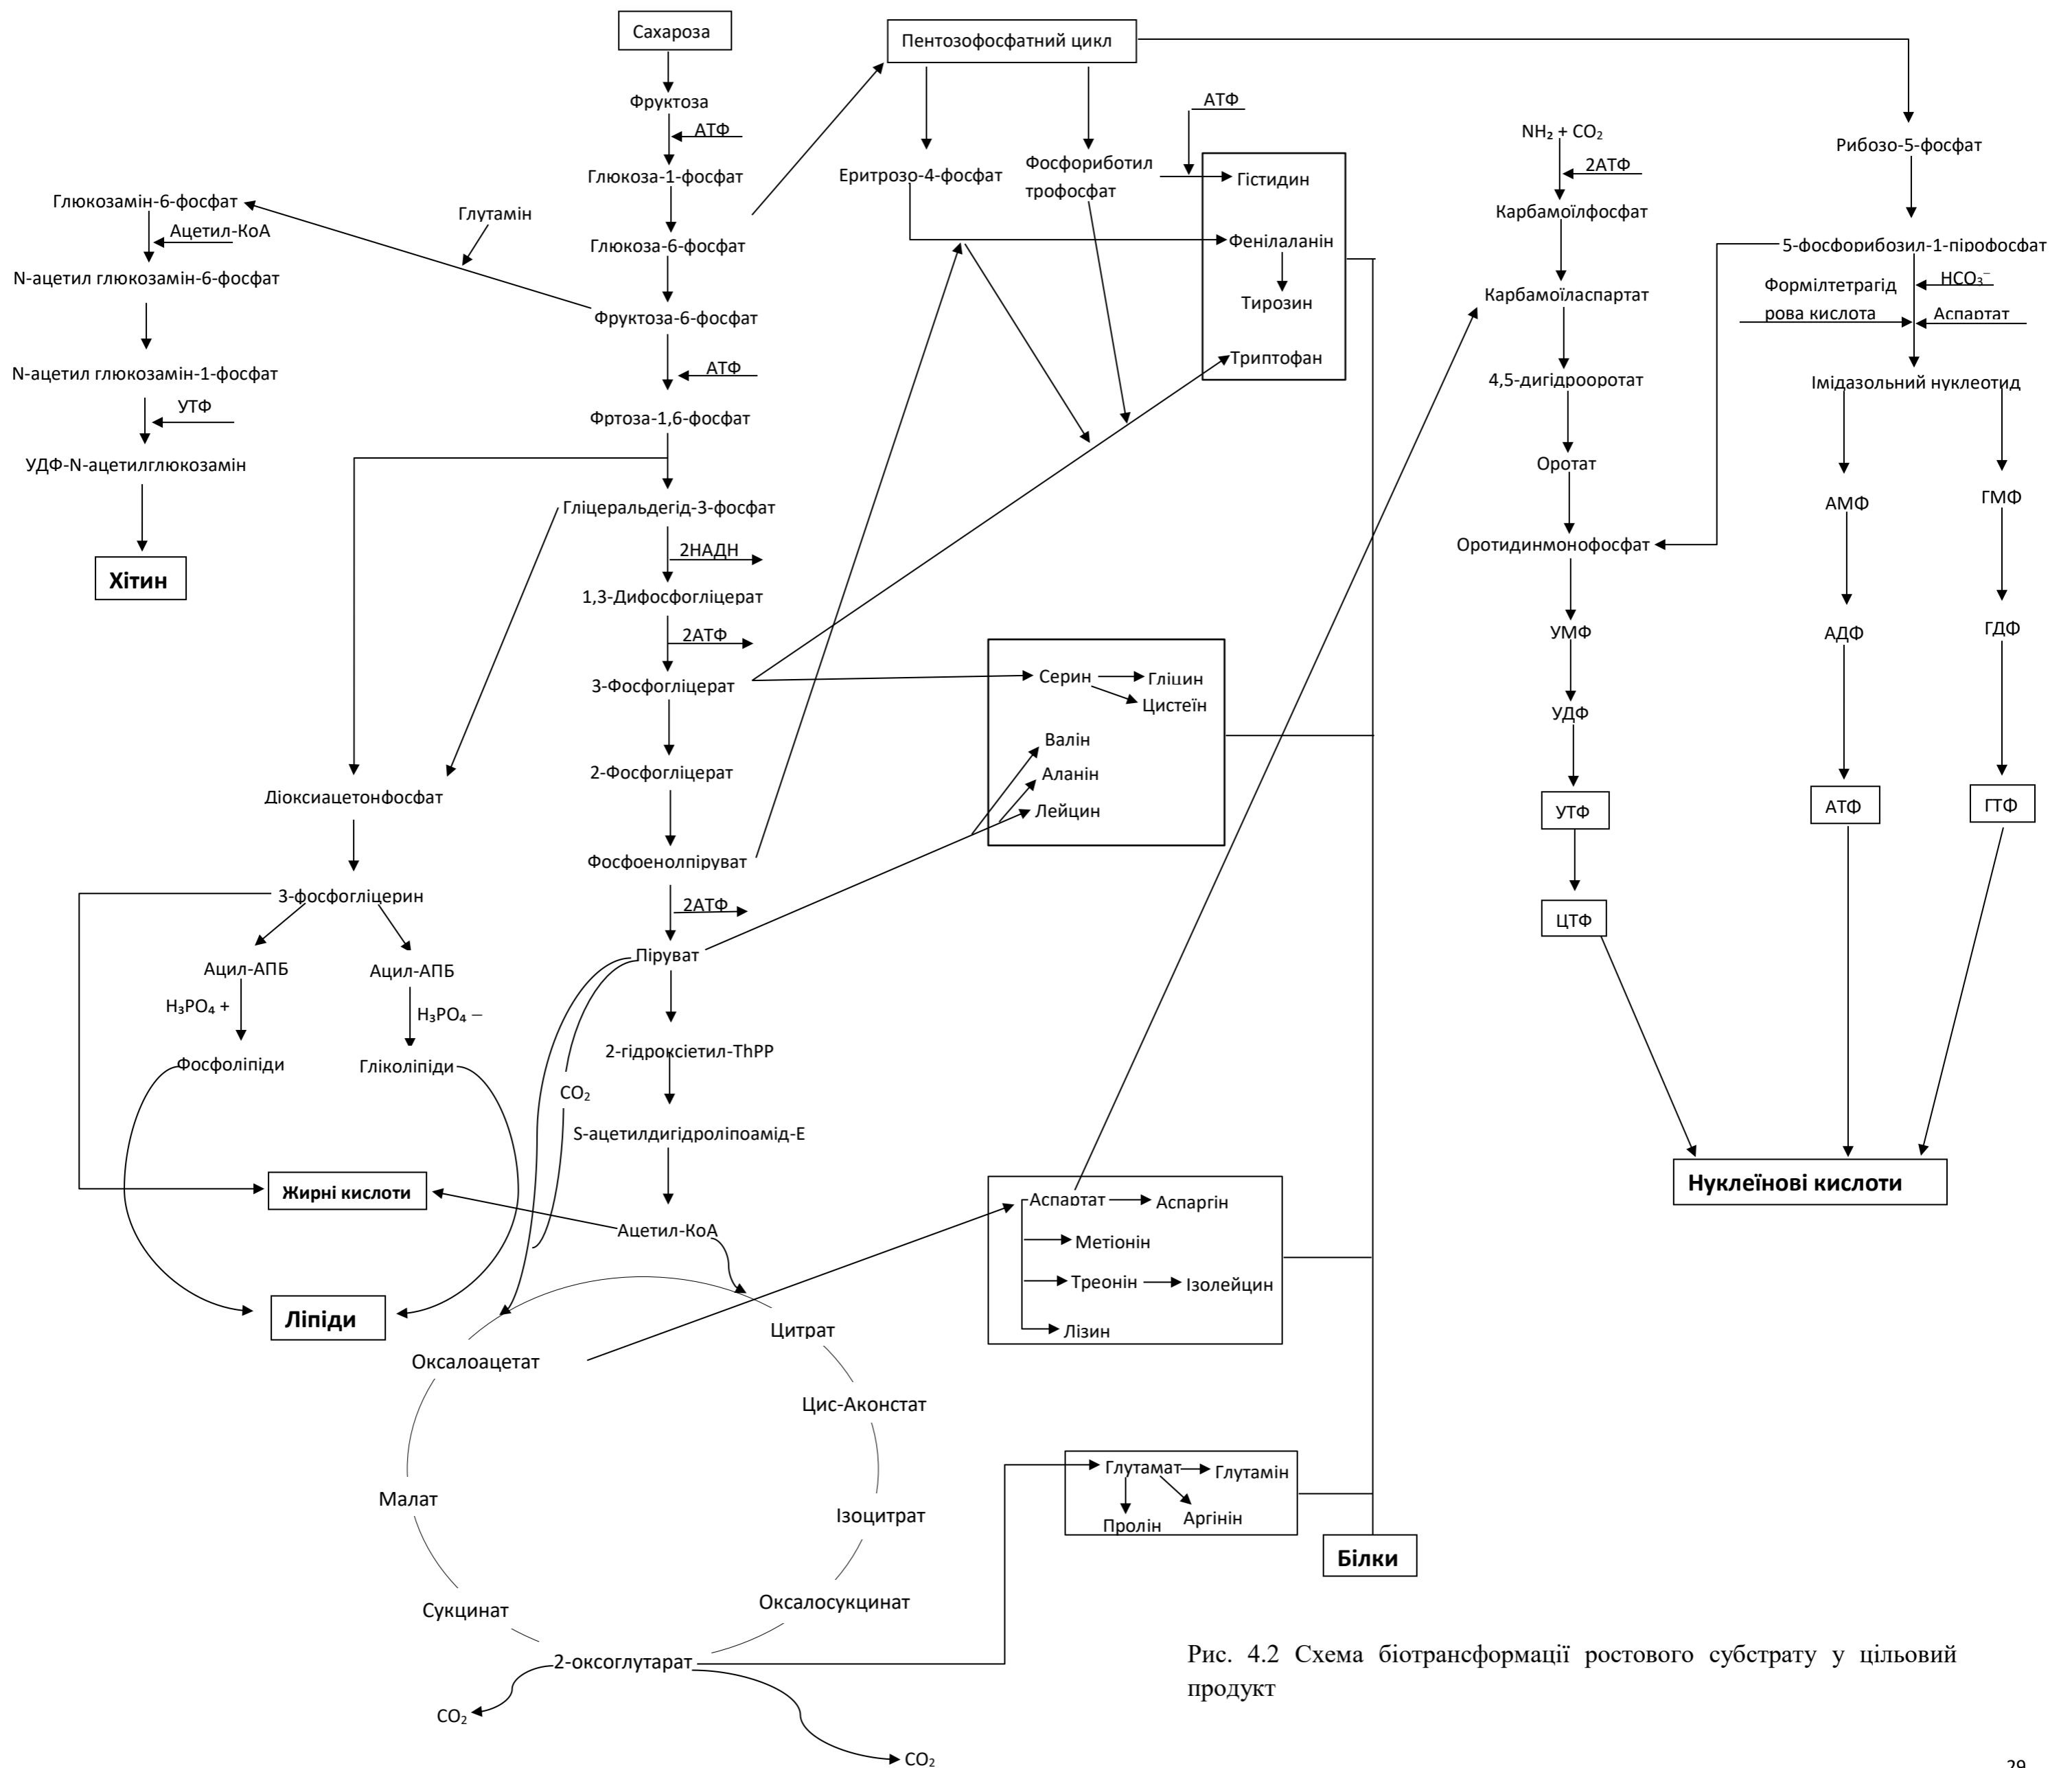 Сахароза
Фруктоза
АТФ
Глюкоза-1-фосфат
Глюкоза-6-фосфат
Фруктоза-6-фосфат
АТФ
Фртоза-1,6-фосфат
Гліцеральдегід-3-фосфат
2НАДН
1,3-Дифосфогліцерат
2АТФ
3-Фосфогліцерат
2-Фосфогліцерат
Фосфоенолпіруват
2АТФ
Піруват
2-гідроксіетил-ThPP
CO₂
S-ацетилдигідроліпоамід-Е
Ацетил-КоА
Глутамін
Глюкозамін-6-фосфат
Ацетил-КоА
N-ацетил глюкозамін-6-фосфат
N-ацетил глюкозамін-1-фосфат
УТФ
УДФ-N-ацетилглюкозамін
Хітин
Діоксиацетонфосфат
3-фосфогліцерин
Ацил-АПБ
Ацил-АПБ
H₃PO₄ +
H₃PO₄ –
Фосфоліпіди
Гліколіпіди
Жирні кислоти
Ліпіди
Оксалоацетат
Цитрат
Цис-Аконстат
Ізоцитрат
Оксалосукцинат
2-оксоглутарат
Сукцинат
Малат
CO₂
CO₂
Пентозофосфатний цикл
АТФ
Еритрозо-4-фосфат
Фосфориботил
трофосфат
Гістидин
Фенілаланін
Тирозин
Триптофан
Серин
Гліцин
Цистеїн
Валін
Аланін
Лейцин
Аспартат
Аспаргін
Метіонін
Треонін
Ізолейцин
Лізин
Глутамат
Глутамін
Пролін
Аргінін
Білки
NH₂ + CO₂
2АТФ
Карбамоїлфосфат
Карбамоїласпартат
4,5-дигідрооротат
Оротат
Оротидинмонофосфат
УМФ
УДФ
УТФ
ЦТФ
Рибозо-5-фосфат
5-фосфорибозил-1-пірофосфат
Формілтетрагід
рова кислота
HCO₃⁻
Аспартат
Імідазольний нуклеотид
АМФ
ГМФ
АДФ
ГДФ
АТФ
ГТФ
Нуклеїнові кислоти
Рис. 4.2 Схема біотрансформації ростового субстрату у цільовий
продукт
29